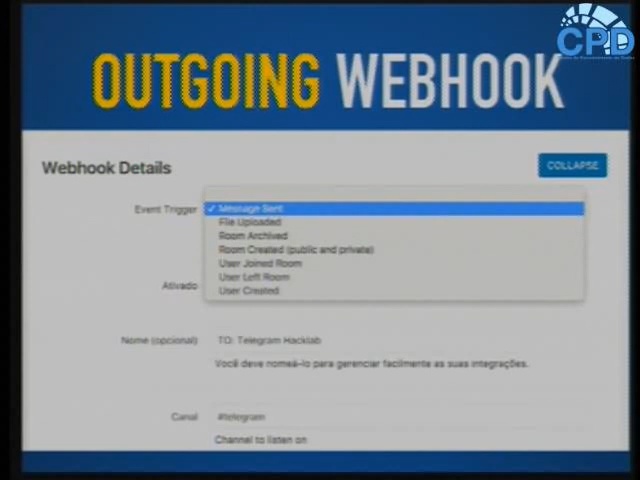 CPD
OUTGOING WEBHOOK
Webhook Details
COLLAPSE
Event Trigger
✓ Message Sent
File Uploaded
Room Archived
Room Created (public and private)
User Joined Room
User Left Room
User Created
Ativado
Nome (opcional)
TO: Telegram Hacklab
Você deve nomeá-lo para gerenciar facilmente as suas integrações.
Canal
#telegram
Channel to listen on